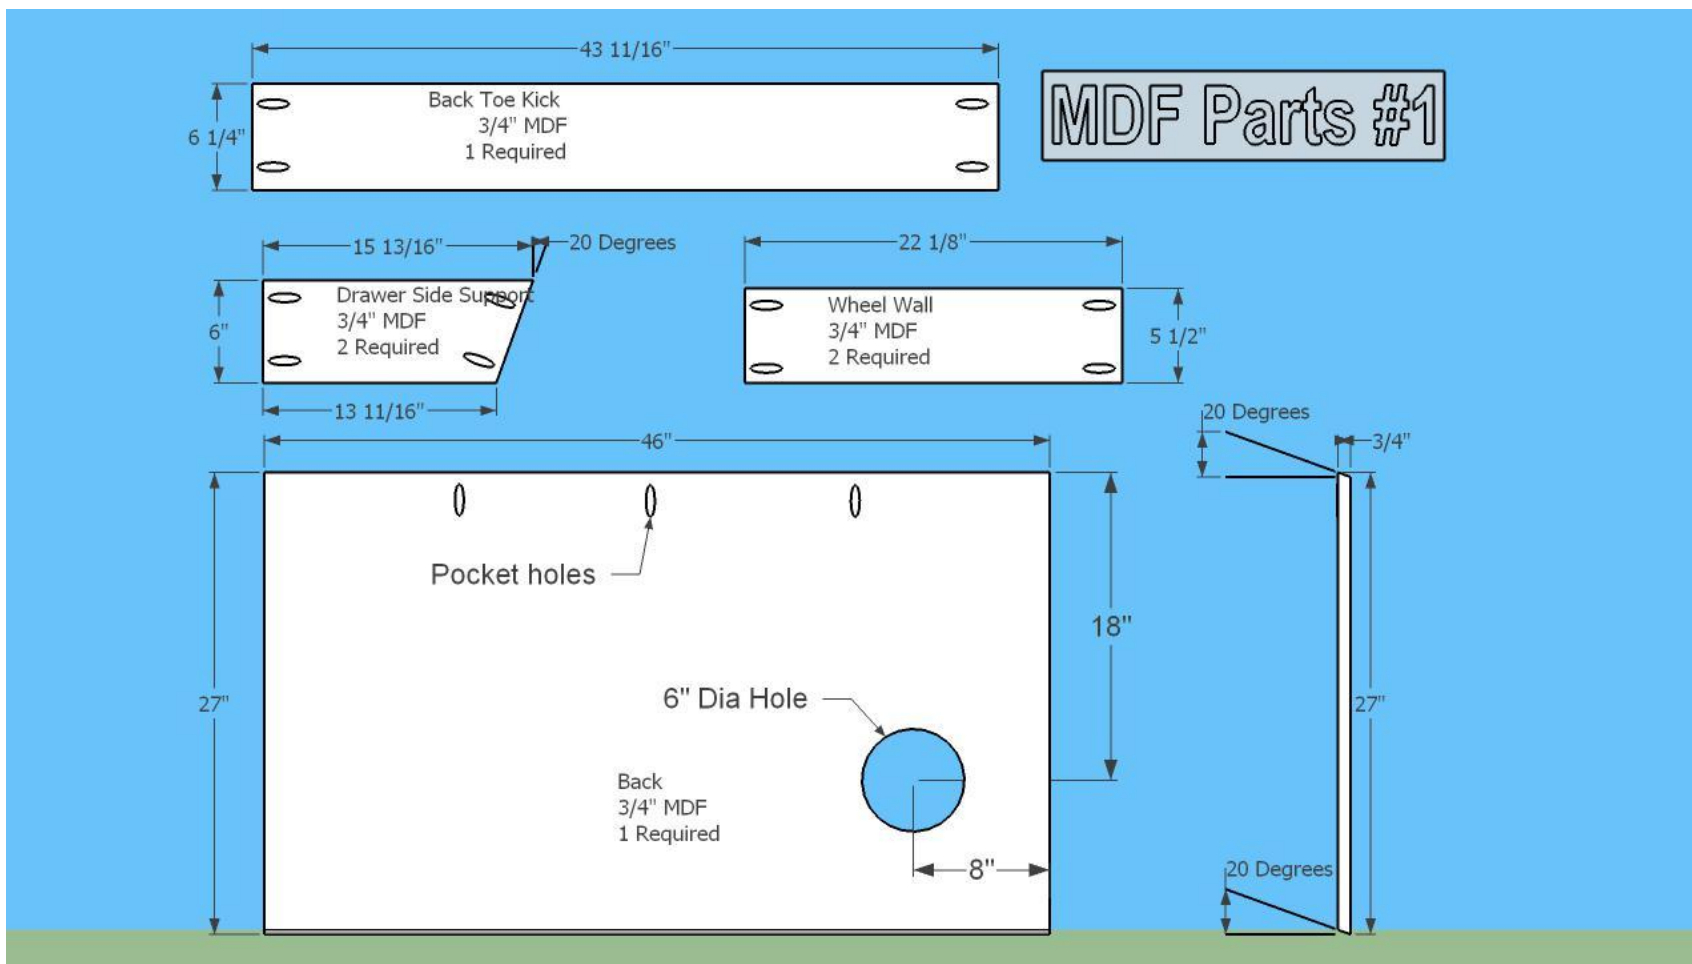 43 11/16"
MDF Parts #1
Back Toe Kick
3/4" MDF
1 Required
6 1/4"
15 13/16"
20 Degrees
22 1/8"
Drawer Side Support
3/4" MDF
2 Required
6"
Wheel Wall
3/4" MDF
2 Required
5 1/2"
13 11/16"
20 Degrees
46"
3/4"
Pocket holes
18"
27"
6" Dia Hole
27"
Back
3/4" MDF
1 Required
8"
20 Degrees